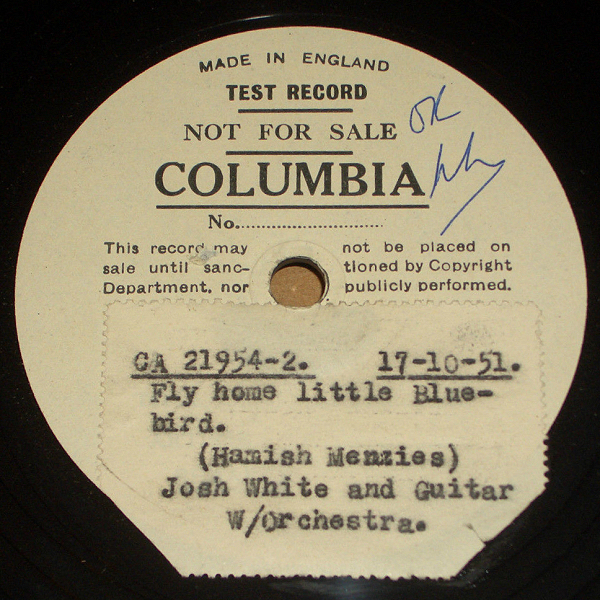 MADE IN ENGLAND
TEST RECORD
NOT FOR SALE
OK
COLUMBIA
No.................................
This record may not be placed on
sale until sanc- tioned by Copyright
Department, nor publicly performed.
CA 21954-2. 17-10-51.
Fly home little Blue-
bird.
(Hamish Menzies)
Josh White and Guitar
W/Orchestra.